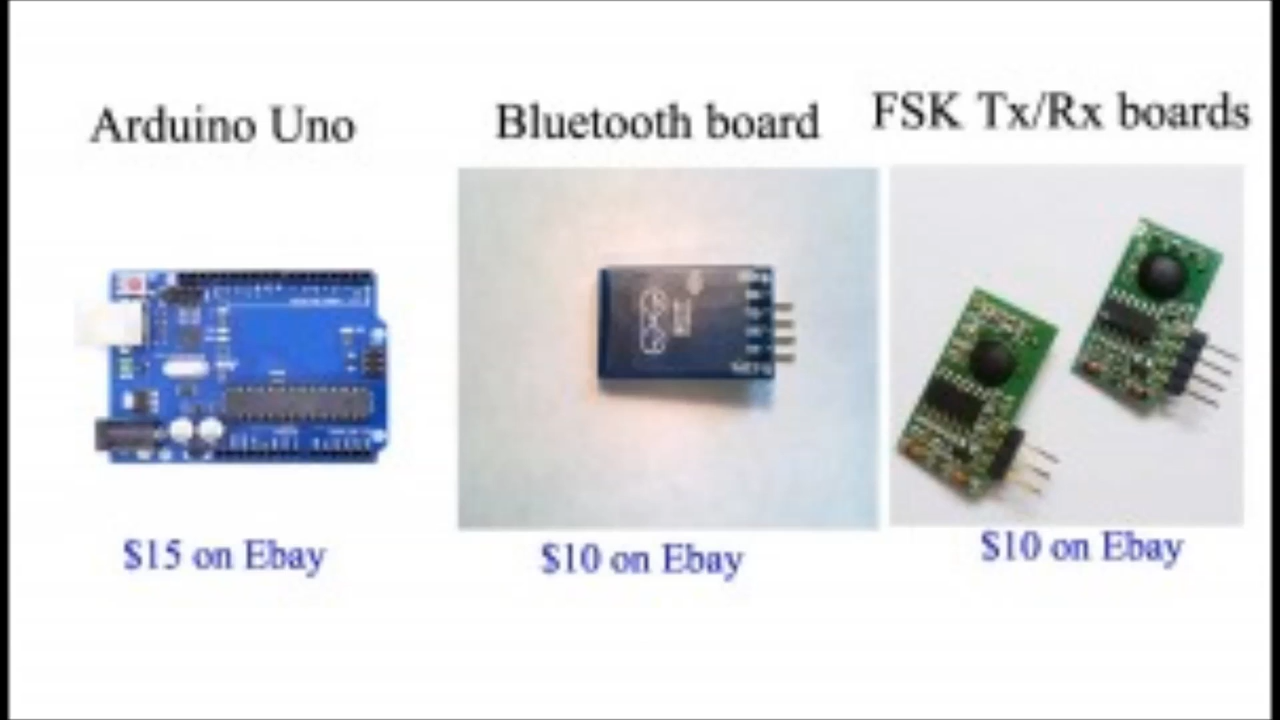 Arduino Uno
Bluetooth board
FSK Tx/Rx boards
$15 on Ebay
$10 on Ebay
$10 on Ebay